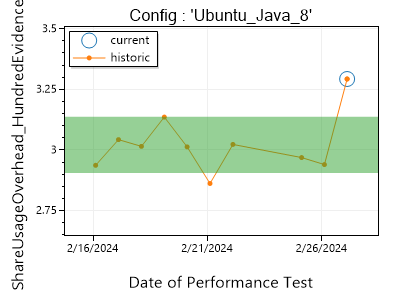 Config : 'Ubuntu_Java_8'
ShareUsageOverhead_HundredEvidence
current
historic
3.5
3.25
3
2.75
2/16/2024
2/21/2024
2/26/2024
Date of Performance Test